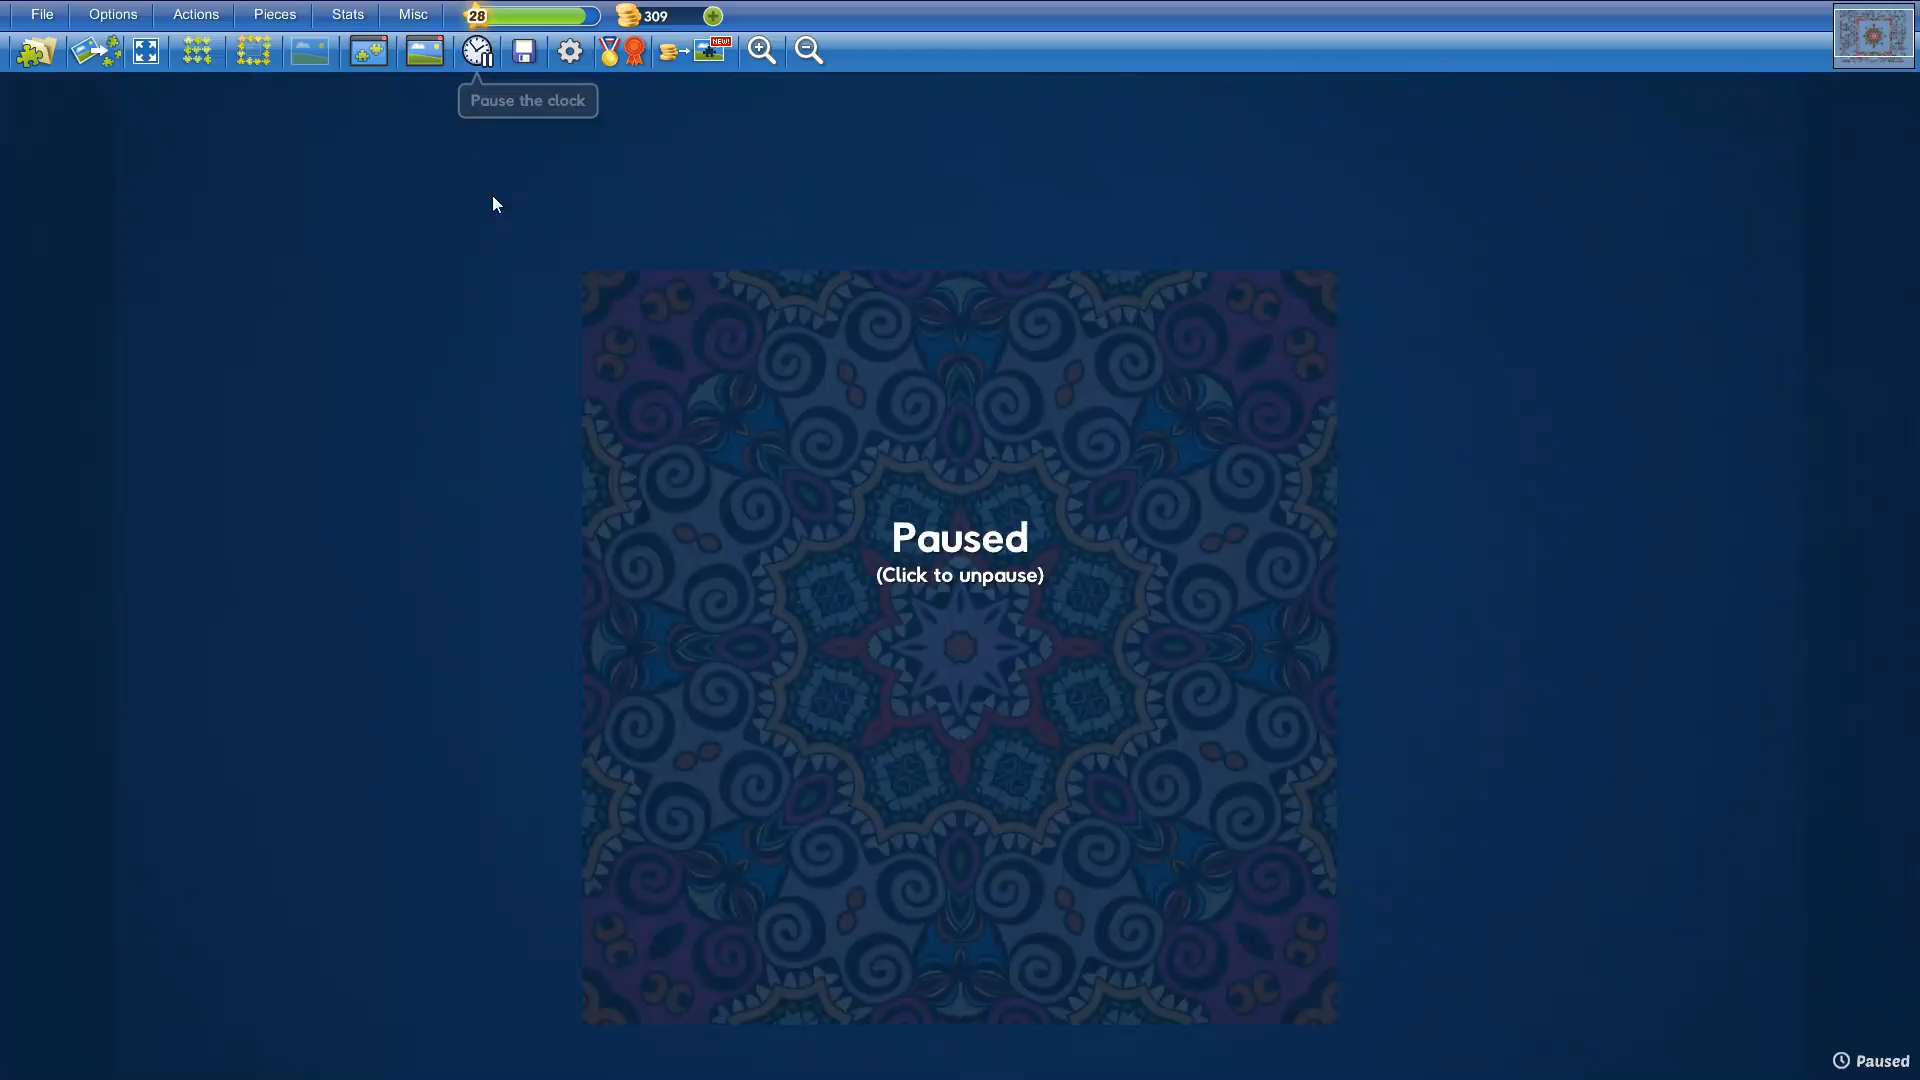 File Options Actions Pieces Stats Misc 28 309
NEW!
Pause the clock
Paused
(Click to unpause)
Paused